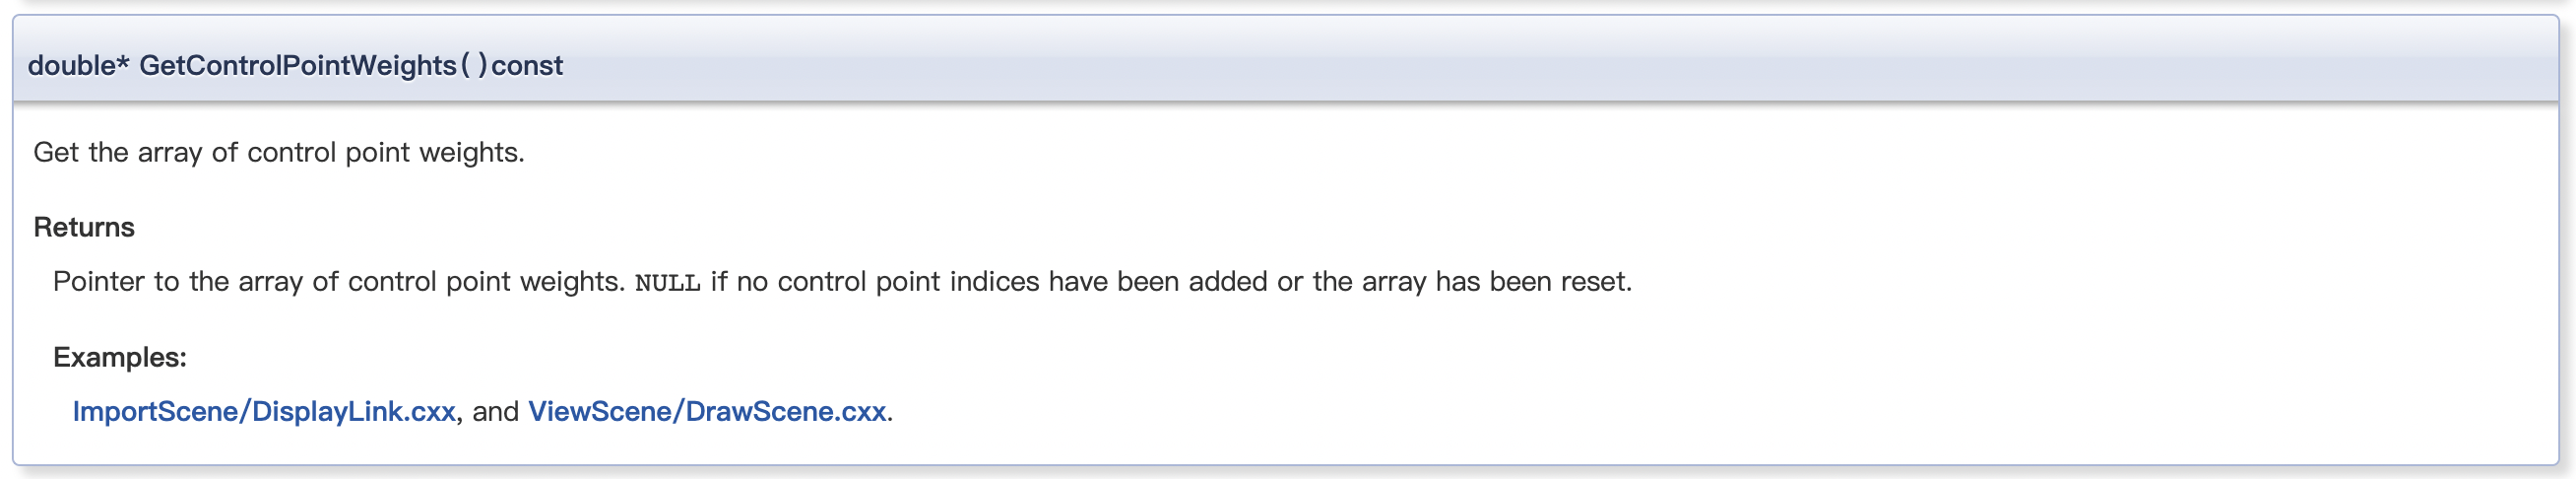 double* GetControlPointWeights( )const
Get the array of control point weights.
Returns
Pointer to the array of control point weights. NULL if no control point indices have been added or the array has been reset.
Examples:
ImportScene/DisplayLink.cxx, and ViewScene/DrawScene.cxx.